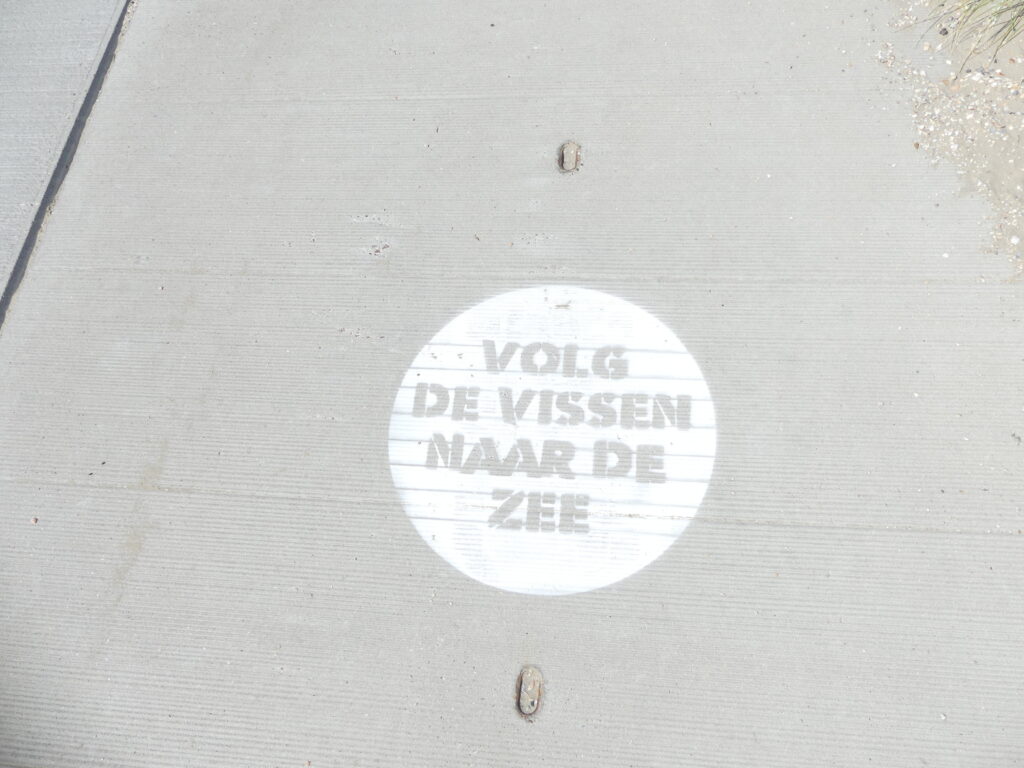 VOLG
DE VISSEN
NAAR DE
ZEE